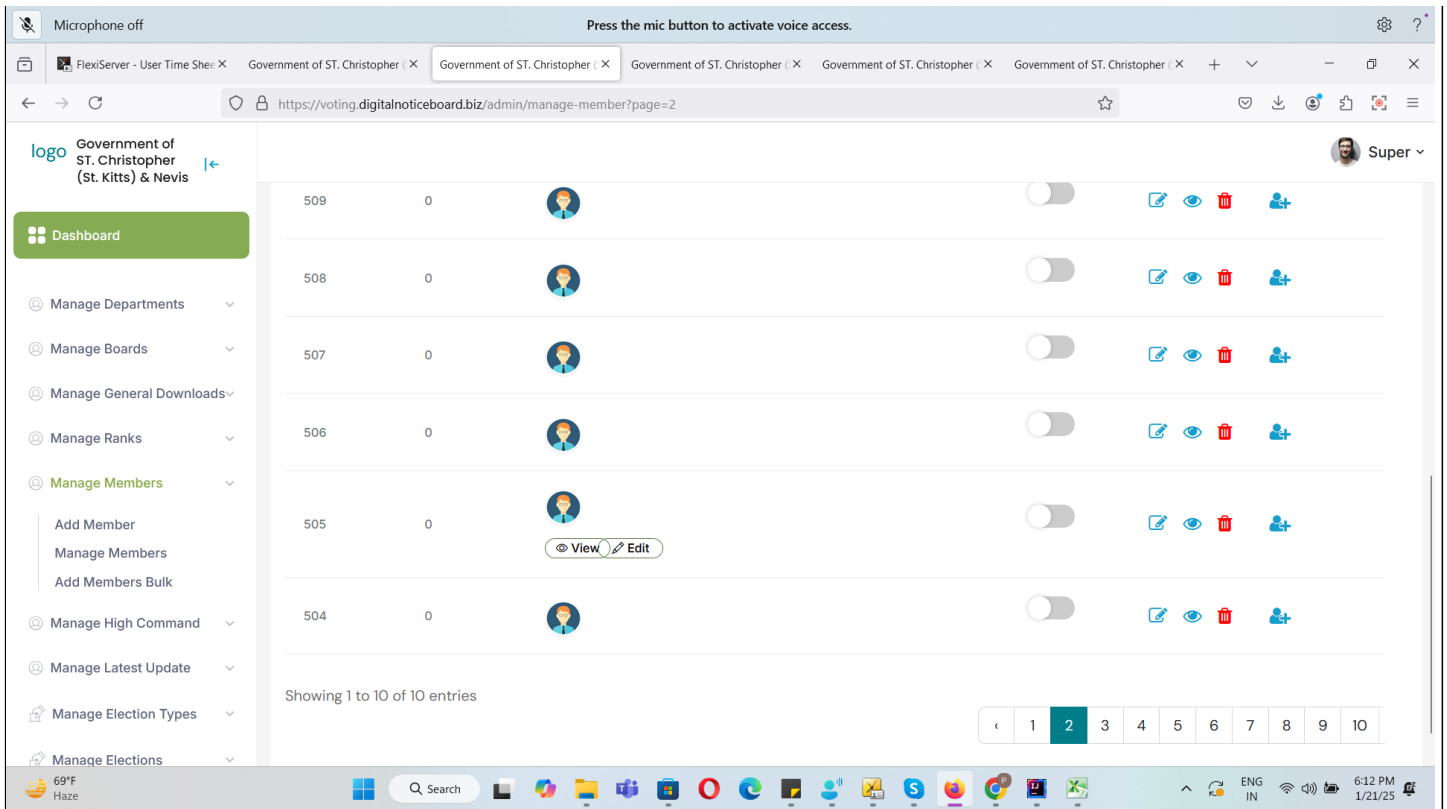 Microphone off
Press the mic button to activate voice access.
?
FlexiServer - User Time Shee
Government of ST. Christopher (
Government of ST. Christopher (
Government of ST. Christopher (
Government of ST. Christopher (
Government of ST. Christopher (
https://voting.digitalnoticeboard.biz/admin/manage-member?page=2
logo
Government of
ST. Christopher
(St. Kitts) & Nevis
Super
Dashboard
Manage Departments
Manage Boards
Manage General Downloads
Manage Ranks
Manage Members
Add Member
Manage Members
Add Members Bulk
Manage High Command
Manage Latest Update
Manage Election Types
Manage Elections
509 0
508 0
507 0
506 0
505 0
View Edit
504 0
Showing 1 to 10 of 10 entries
‹ 1 2 3 4 5 6 7 8 9 10
69°F
Haze
Search
ENG
IN
6:12 PM
1/21/25